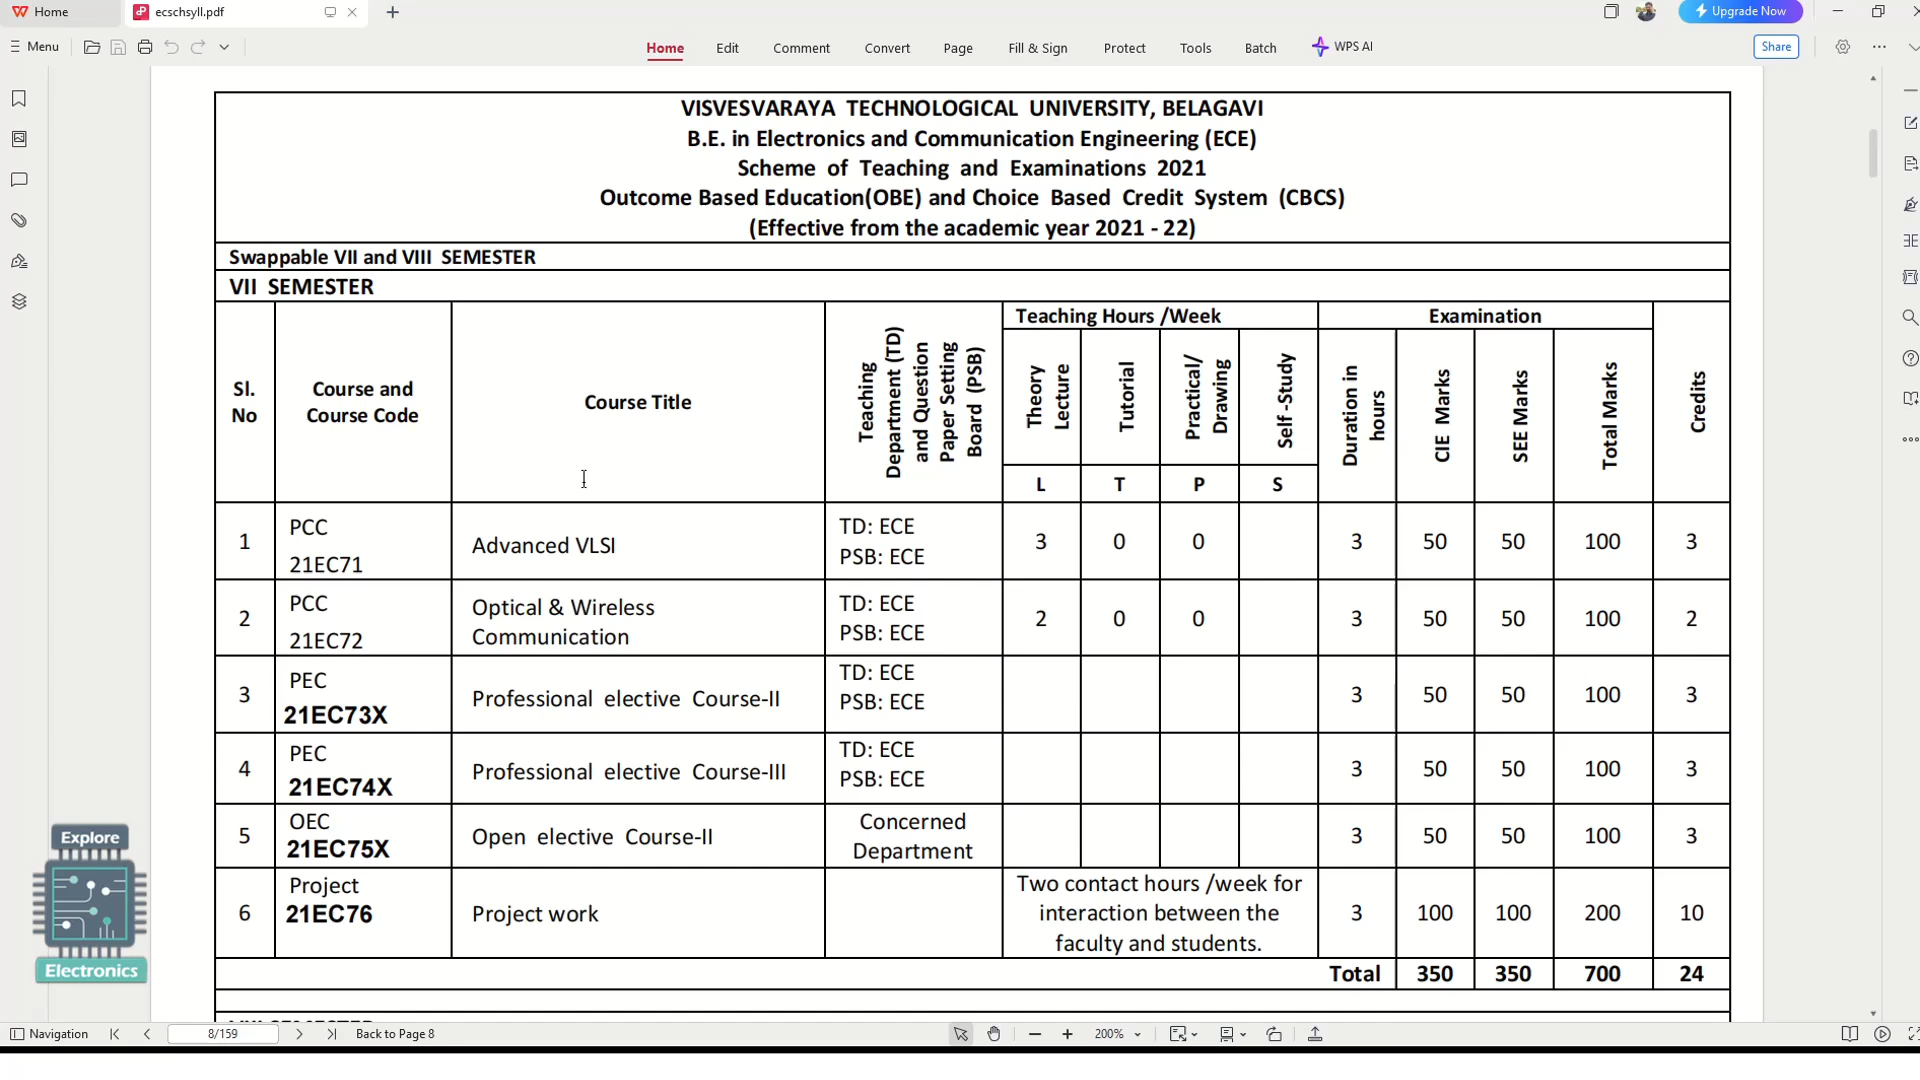 Home
ecschsyll.pdf
Upgrade Now
Menu
Home
Edit
Comment
Convert
Page
Fill & Sign
Protect
Tools
Batch
WPS AI
Share
VISVESVARAYA TECHNOLOGICAL UNIVERSITY, BELAGAVI
B.E. in Electronics and Communication Engineering (ECE)
Scheme of Teaching and Examinations 2021
Outcome Based Education(OBE) and Choice Based Credit System (CBCS)
(Effective from the academic year 2021 - 22)
Swappable VII and VIII SEMESTER
VII SEMESTER
Sl. No
Course and Course Code
Course Title
Teaching Department (TD) and Question Paper Setting Board (PSB)
Teaching Hours /Week
Examination
Theory Lecture
Tutorial
Practical/ Drawing
Self -Study
Duration in hours
CIE Marks
SEE Marks
Total Marks
Credits
L T P S
1 PCC 21EC71 Advanced VLSI TD: ECE PSB: ECE 3 0 0 3 50 50 100 3
2 PCC 21EC72 Optical & Wireless Communication TD: ECE PSB: ECE 2 0 0 3 50 50 100 2
3 PEC 21EC73X Professional elective Course-II TD: ECE PSB: ECE 3 50 50 100 3
4 PEC 21EC74X Professional elective Course-III TD: ECE PSB: ECE 3 50 50 100 3
5 OEC 21EC75X Open elective Course-II Concerned Department 3 50 50 100 3
6 Project 21EC76 Project work Two contact hours /week for interaction between the faculty and students. 3 100 100 200 10
Total 350 350 700 24
Explore
Electronics
Navigation
8/159
Back to Page 8
200%